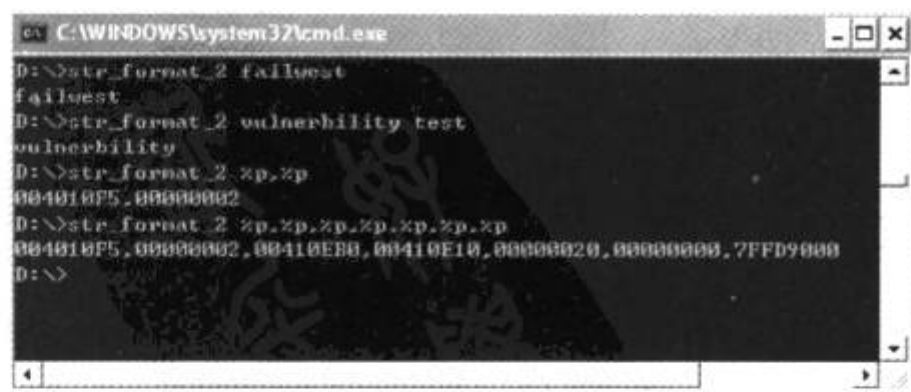 C:\WINDOWS\system32\cmd.exe
D:\>str_format_2 failwest
failwest
D:\>str_format_2 vulnerbility test
vulnerbility
D:\>str_format_2 %p,%p
004010F5,00000002
D:\>str_format_2 %p,%p,%p,%p,%p,%p,%p
004010F5,00000002,00410EB0,00410E10,00000020,00000000,7FFD9000
D:\>